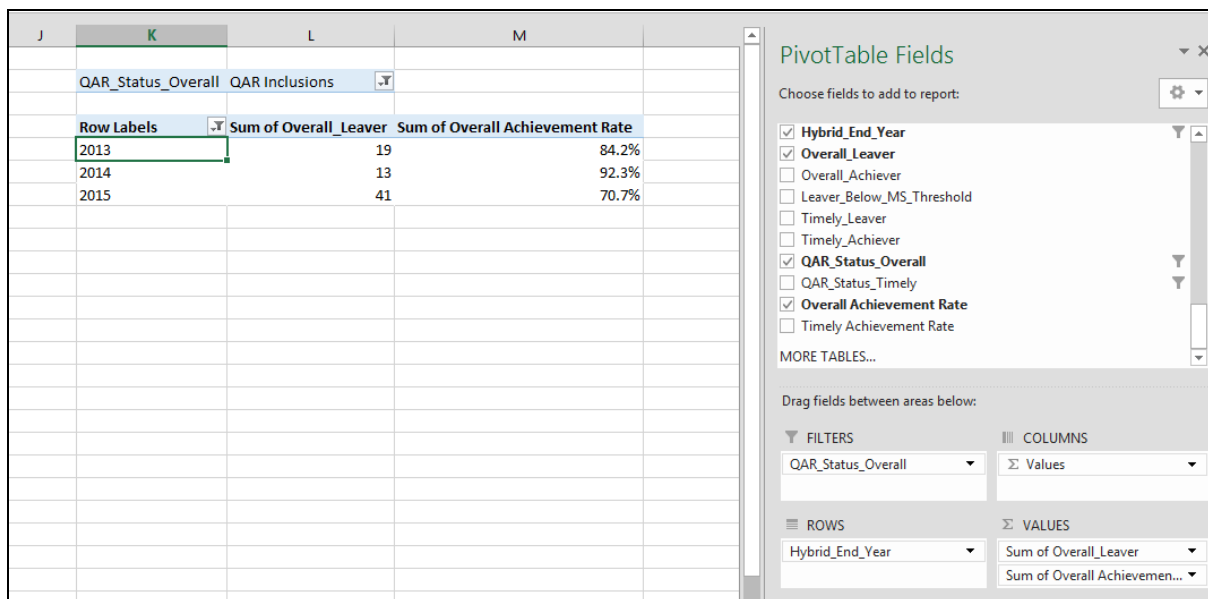 J K L M
QAR_Status_Overall QAR Inclusions
Row Labels Sum of Overall_Leaver Sum of Overall Achievement Rate
2013 19 84.2%
2014 13 92.3%
2015 41 70.7%
PivotTable Fields
Choose fields to add to report:
Hybrid_End_Year
Overall_Leaver
Overall_Achiever
Leaver_Below_MS_Threshold
Timely_Leaver
Timely_Achiever
QAR_Status_Overall
QAR_Status_Timely
Overall Achievement Rate
Timely Achievement Rate
MORE TABLES...
Drag fields between areas below:
FILTERS
QAR_Status_Overall
COLUMNS
Σ Values
ROWS
Hybrid_End_Year
Σ VALUES
Sum of Overall_Leaver
Sum of Overall Achievemen...